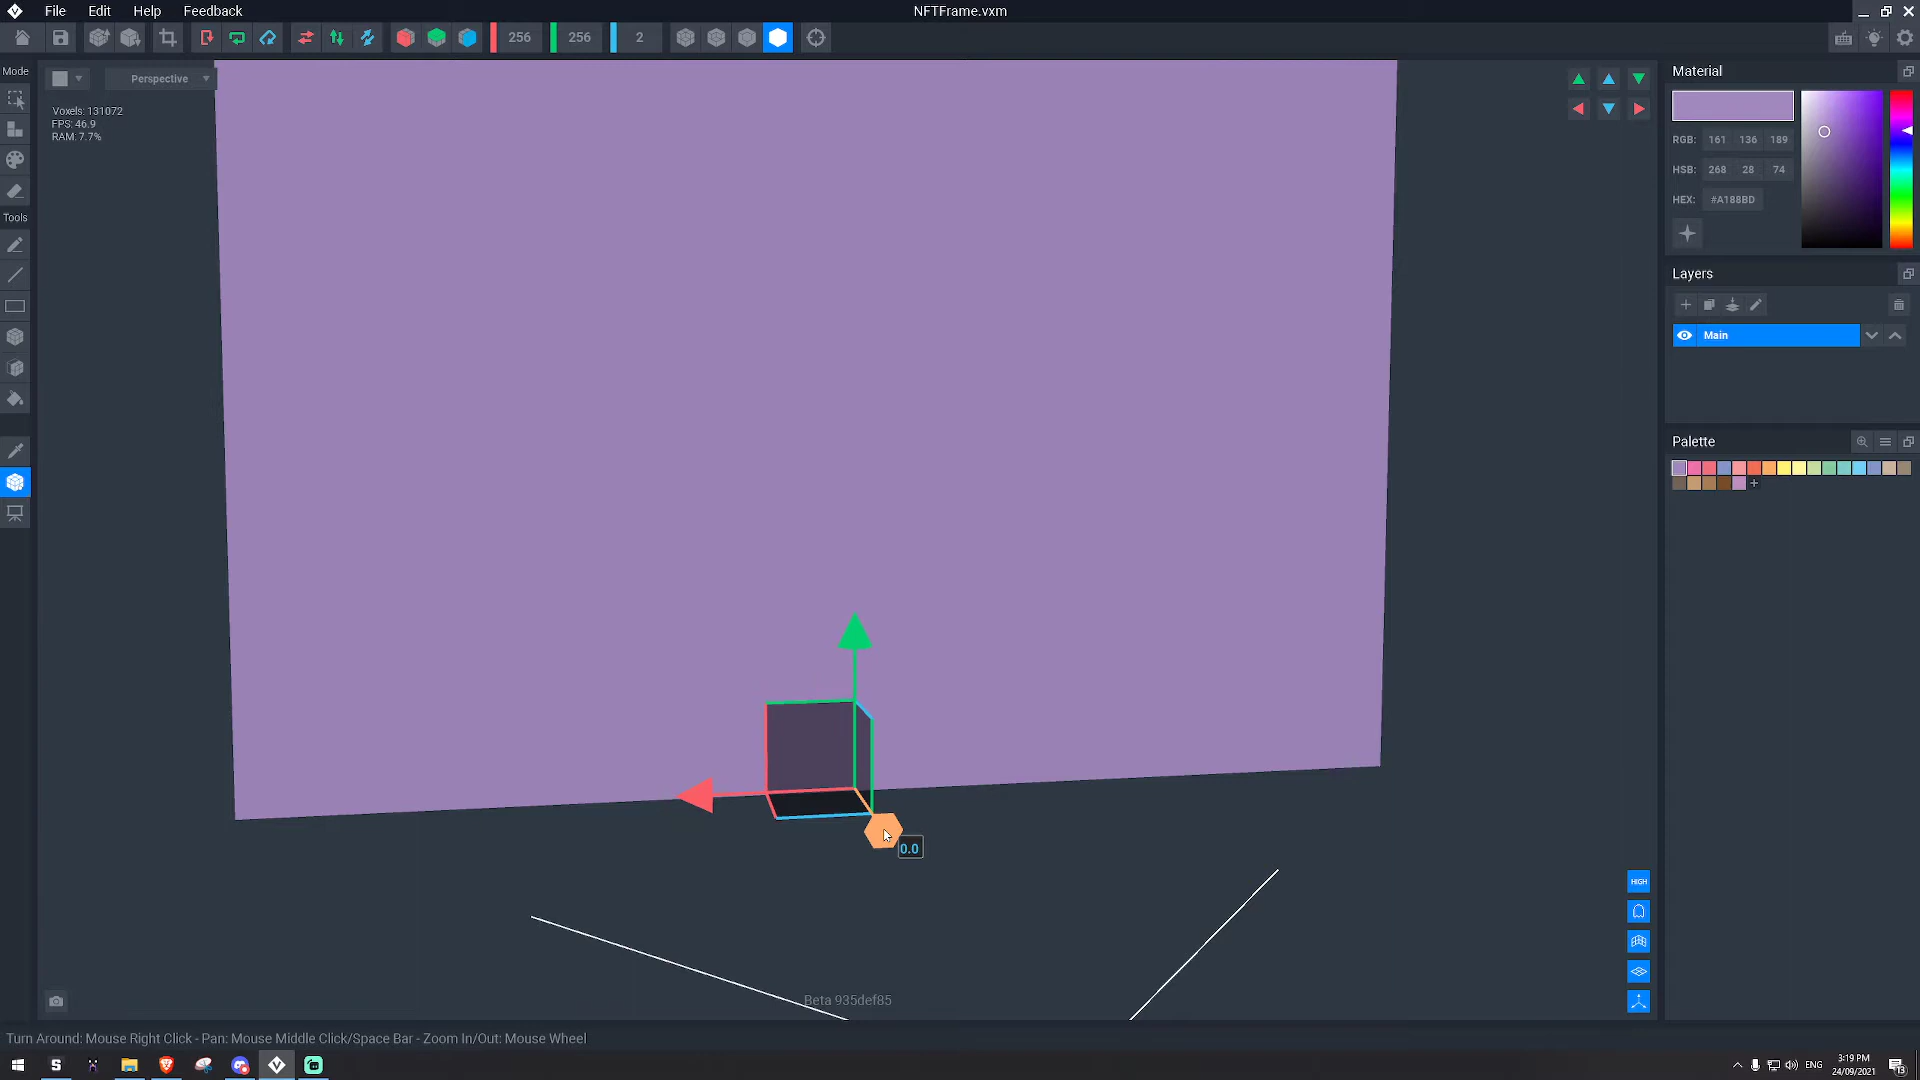 File Edit Help Feedback
NFTFrame.vxm
256 256 2
Mode
Perspective
Voxels: 131072
FPS: 46.9
RAM: 7.7%
Tools
Material
RGB: 161 136 189
HSB: 268 28 74
HEX: #A188BD
Layers
Main
Palette
0.0
HIGH
Beta 935def85
Turn Around: Mouse Right Click - Pan: Mouse Middle Click/Space Bar - Zoom In/Out: Mouse Wheel
ENG
3:19 PM
24/09/2021
13